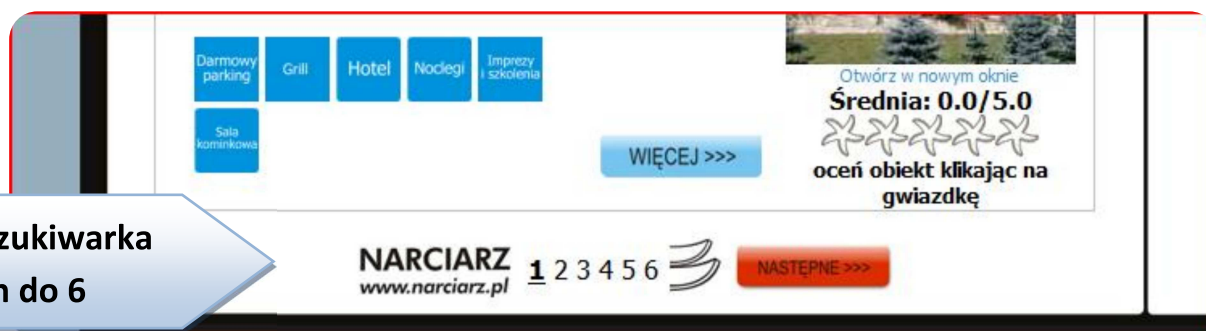 Darmowy
parking
Grill
Hotel
Noclegi
Imprezy
i szkolenia
Sala
kominkowa
WIĘCEJ >>>
Otwórz w nowym oknie
Średnia: 0.0/5.0
oceń obiekt klikając na
gwiazdkę
zukiwarka
do 6
NARCIARZ
www.narciarz.pl
1 2 3 4 5 6
NASTĘPNE >>>